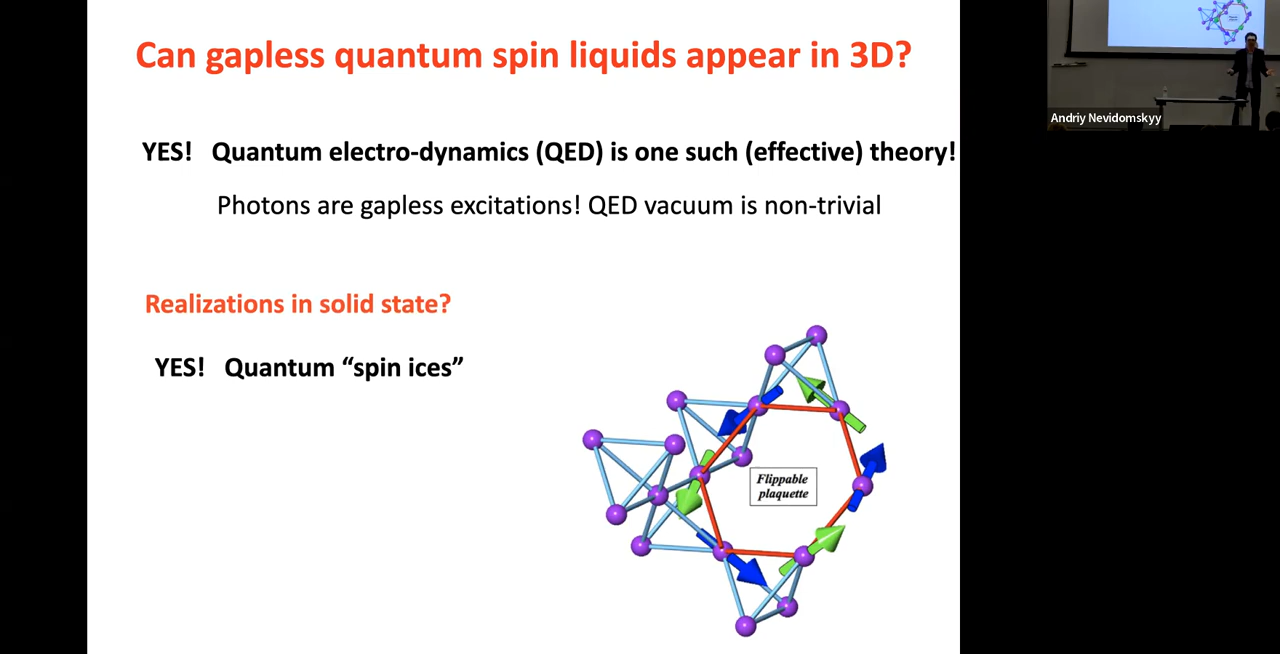 Can gapless quantum spin liquids appear in 3D?
YES! Quantum electro-dynamics (QED) is one such (effective) theory!
Photons are gapless excitations! QED vacuum is non-trivial
Realizations in solid state?
YES! Quantum “spin ices”
Flippable
plaquette
Andriy Nevidomskyy